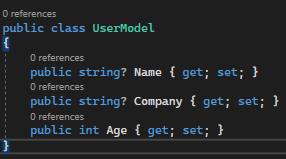 0 references
public class UserModel
{
0 references
public string? Name { get; set; }
0 references
public string? Company { get; set; }
0 references
public int Age { get; set; }
}